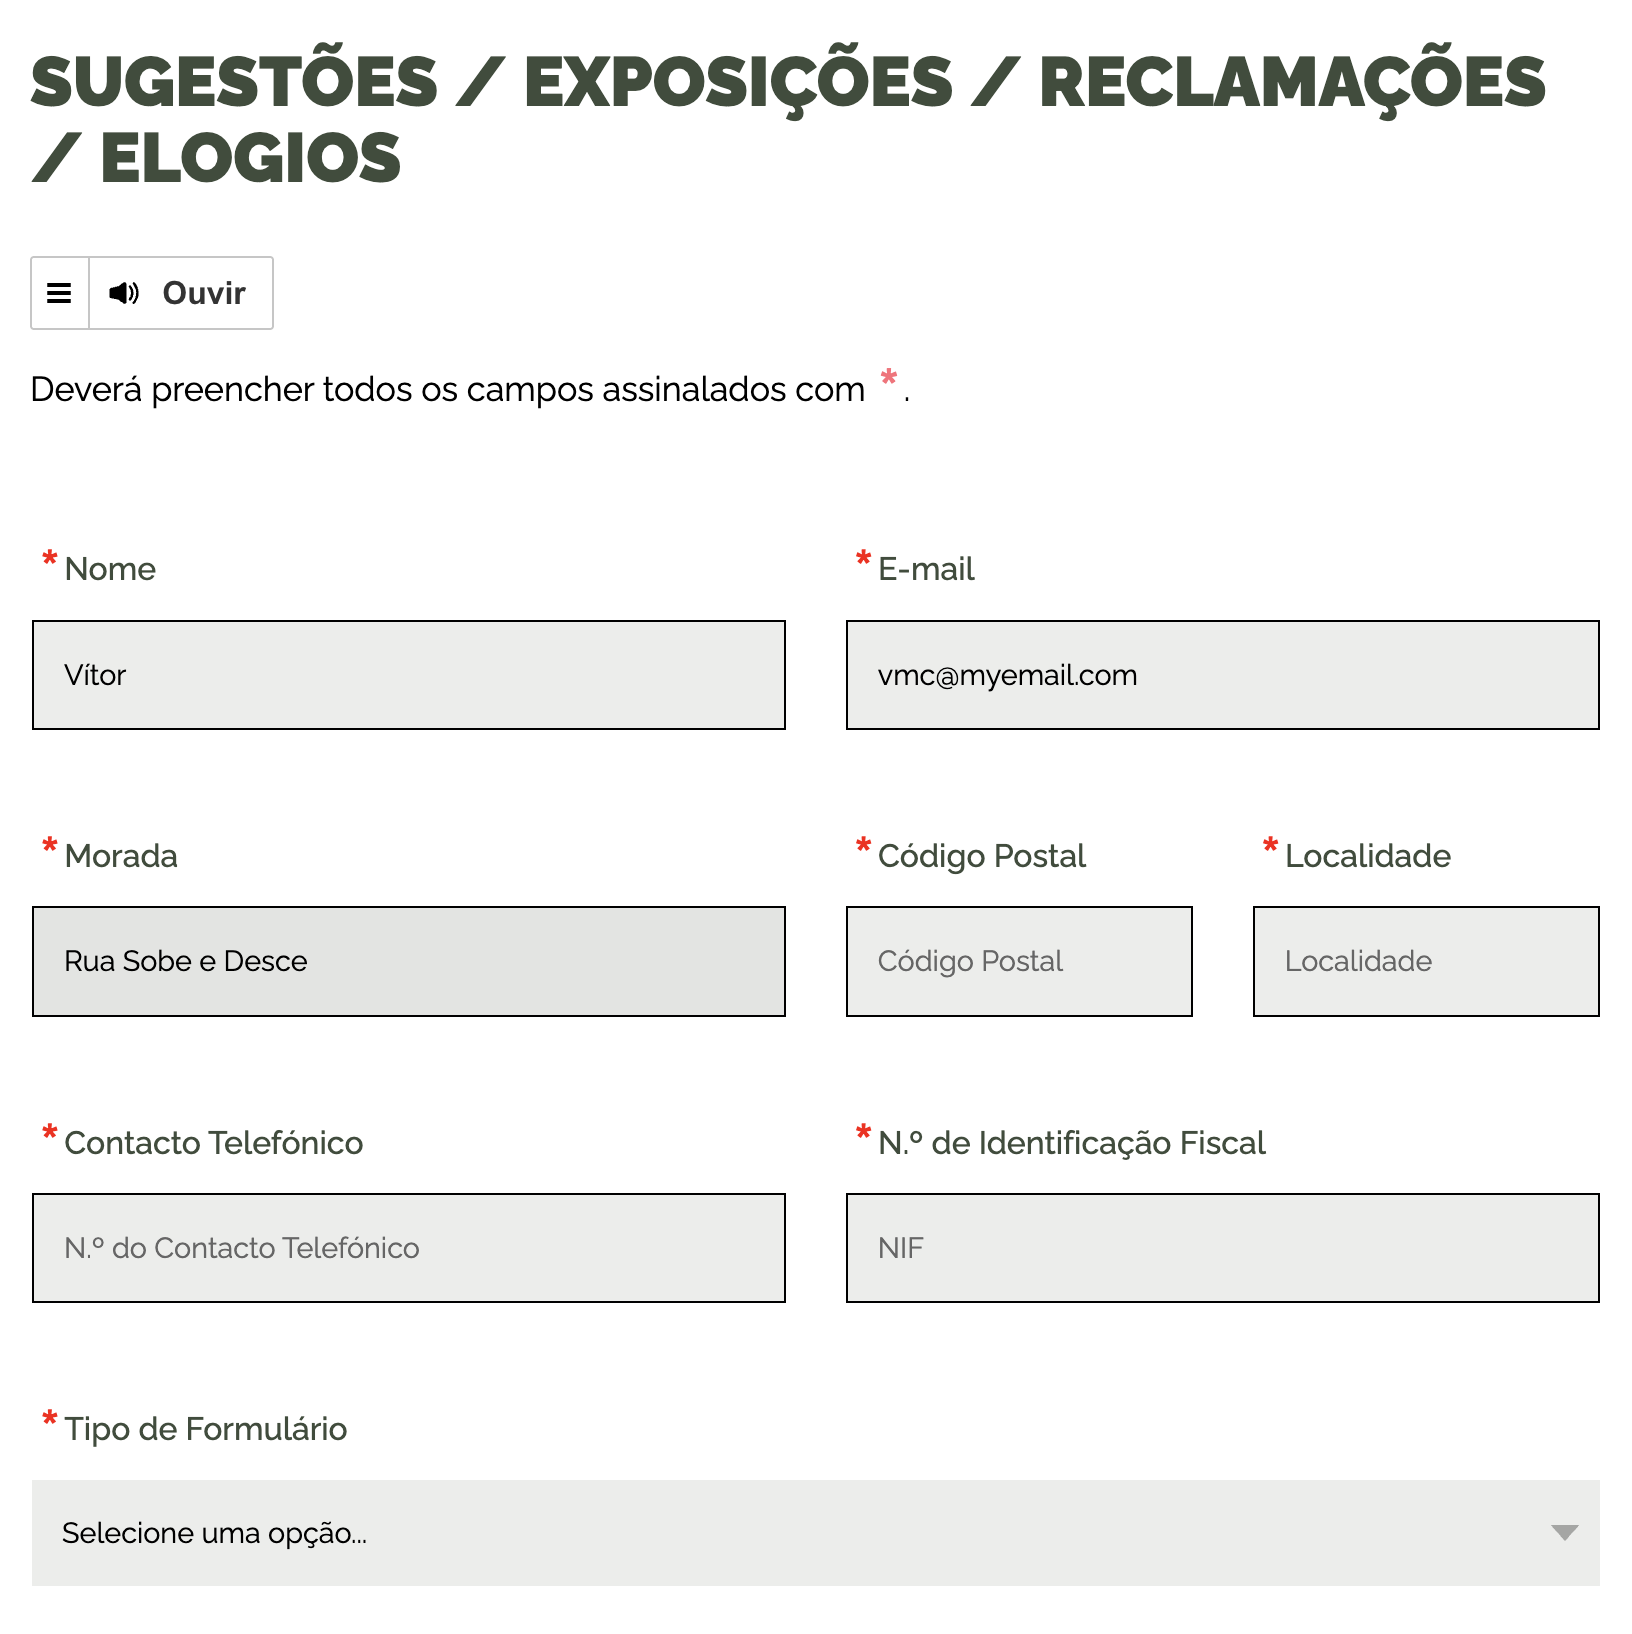 SUGESTÕES / EXPOSIÇÕES / RECLAMAÇÕES
/ ELOGIOS
Ouvir
Deverá preencher todos os campos assinalados com * .
* Nome
* E-mail
Vítor
vmc@myemail.com
* Morada
* Código Postal
* Localidade
Rua Sobe e Desce
Código Postal
Localidade
* Contacto Telefónico
* N.º de Identificação Fiscal
N.º do Contacto Telefónico
NIF
* Tipo de Formulário
Selecione uma opção...